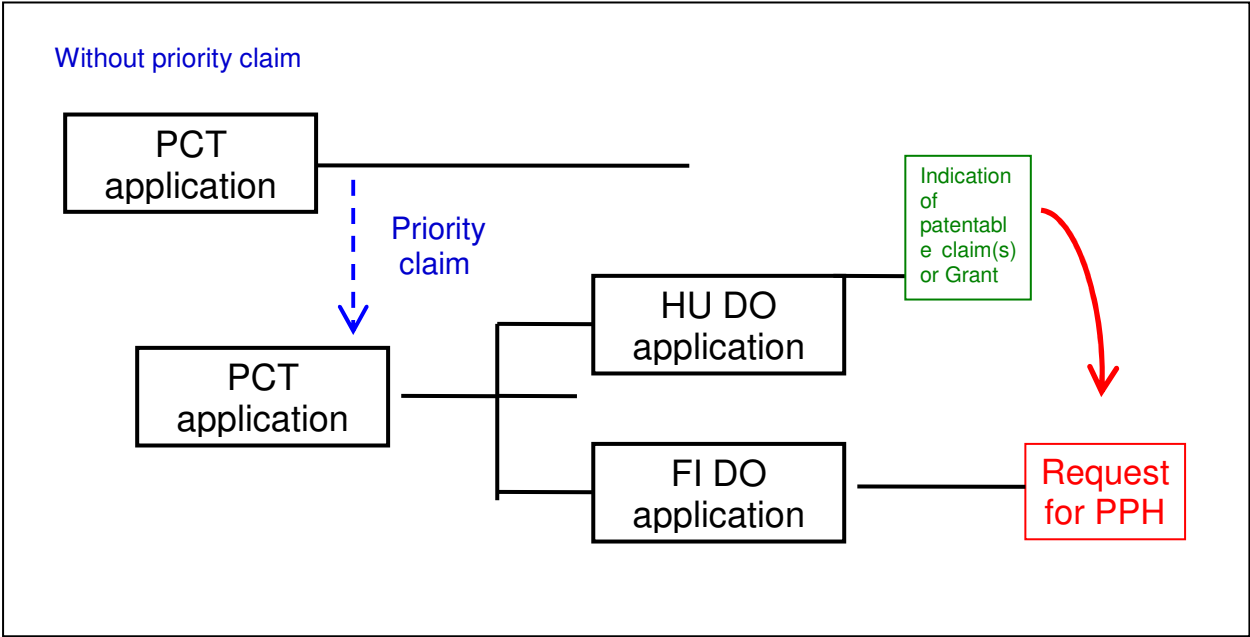 Without priority claim
PCT
application
Priority
claim
Indication
of
patentabl
e claim(s)
or Grant
HU DO
application
PCT
application
FI DO
application
Request
for PPH